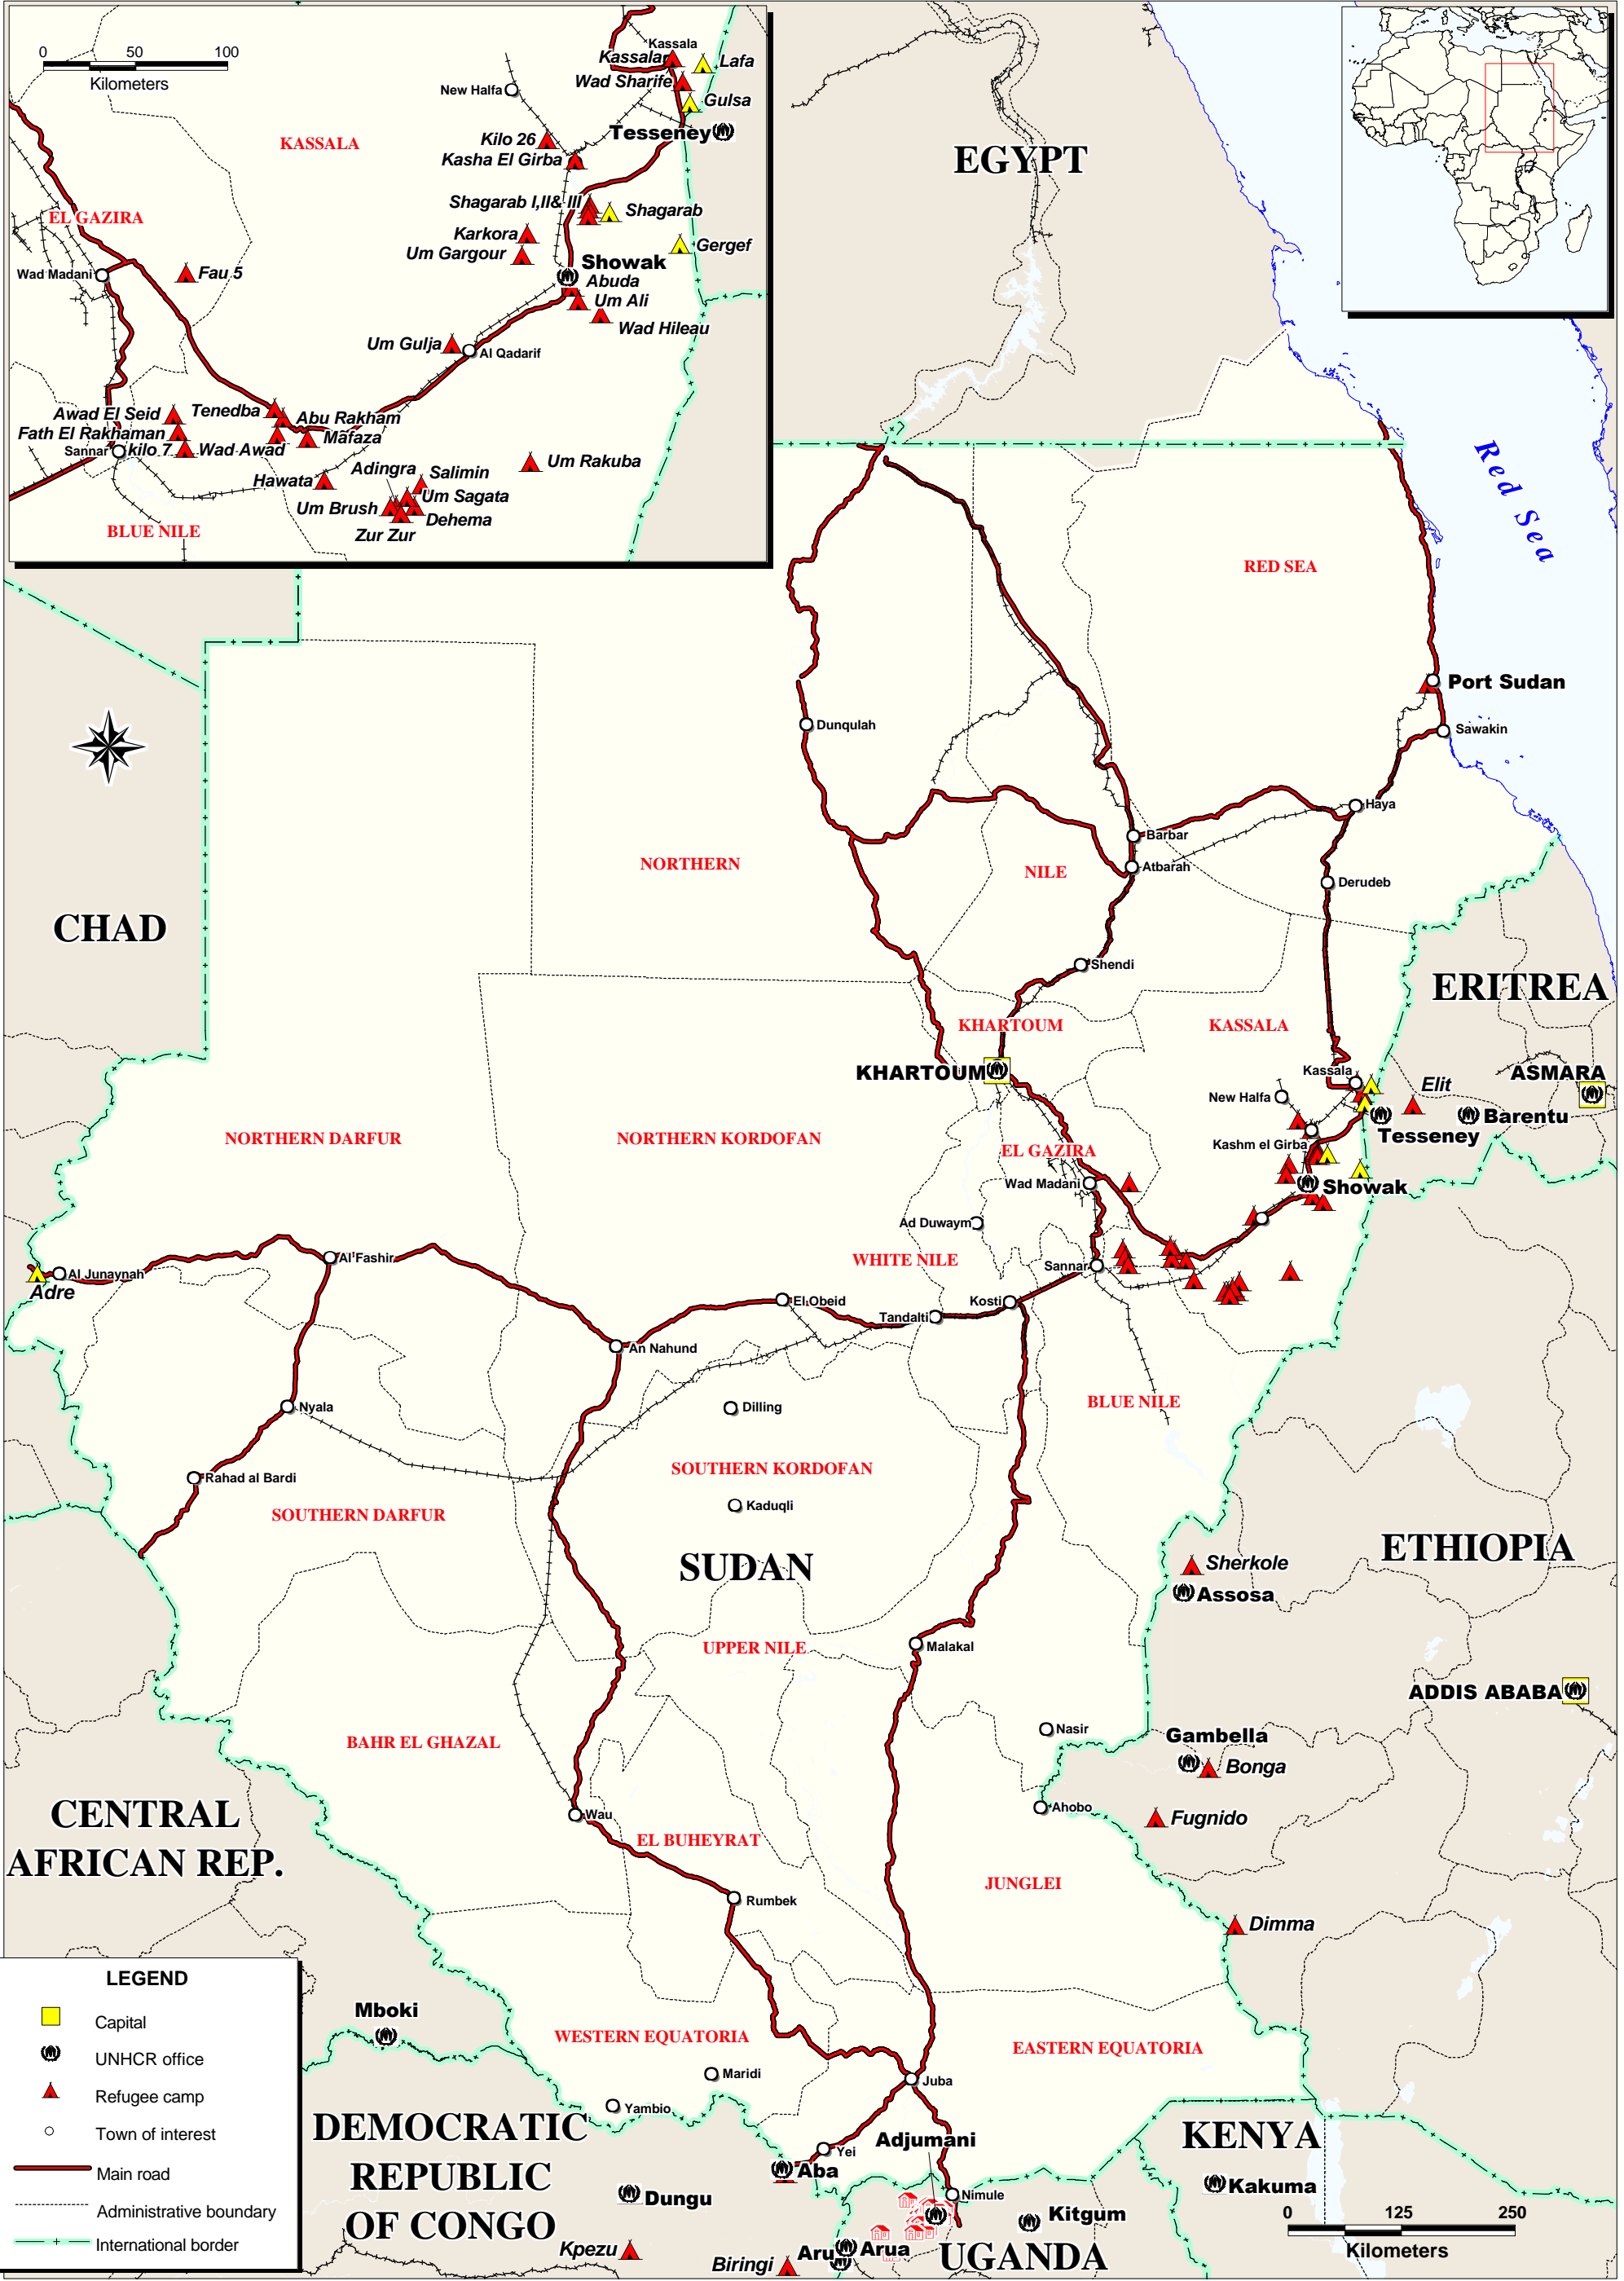 0 50 100
Kilometers
Kassala
Kassalar
Lafa
Wad Sharife
Gulsa
New Halfa
Tesseney
KASSALA
Kilo 26
Kasha El Girba
Shagarab I,II& III
Shagarab
EL GAZIRA
Karkora
Um Gargour
Gergef
Wad Madani
Fau 5
Showak
Abuda
Um Ali
Wad Hileau
Um Gulja
Al Qadarif
Awad El Seid
Tenedba
Abu Rakham
Fath El Rakhaman
Mafaza
Sannar
kilo 7
Wad Awad
Adingra
Salimin
Um Rakuba
Hawata
Um Sagata
Um Brush
Dehema
Zur Zur
BLUE NILE
EGYPT
Red Sea
RED SEA
Port Sudan
Sawakin
Dunqulah
Haya
Barbar
NORTHERN
NILE
Atbarah
Derudeb
CHAD
Shendi
ERITREA
KHARTOUM
KASSALA
KHARTOUM
Kassala
Elit
ASMARA
New Halfa
Barentu
Tesseney
NORTHERN DARFUR
NORTHERN KORDOFAN
EL GAZIRA
Kashm el Girba
Wad Madani
Showak
Ad Duwaym
Al Fashir
WHITE NILE
Al Junaynah
Adre
Sannar
El Obeid
Kosti
Tandalti
An Nahund
Nyala
Dilling
BLUE NILE
Rahad al Bardi
SOUTHERN KORDOFAN
Kaduqli
SOUTHERN DARFUR
SUDAN
ETHIOPIA
Sherkole
Assosa
UPPER NILE
Malakal
ADDIS ABABA
Nasir
Gambella
BAHR EL GHAZAL
Bonga
CENTRAL
AFRICAN REP.
Wau
Ahobo
Fugnido
EL BUHEYRAT
JUNGLEI
Rumbek
Dimma
LEGEND
Capital
UNHCR office
Refugee camp
Town of interest
Main road
Administrative boundary
International border
Mboki
WESTERN EQUATORIA
EASTERN EQUATORIA
Maridi
Juba
Yambio
DEMOCRATIC
REPUBLIC
OF CONGO
Adjumani
KENYA
Yei
Aba
Dungu
Nimule
Kakuma
Kitgum
0 125 250
Kilometers
Kpezu
Aru
Arua
UGANDA
Biringi